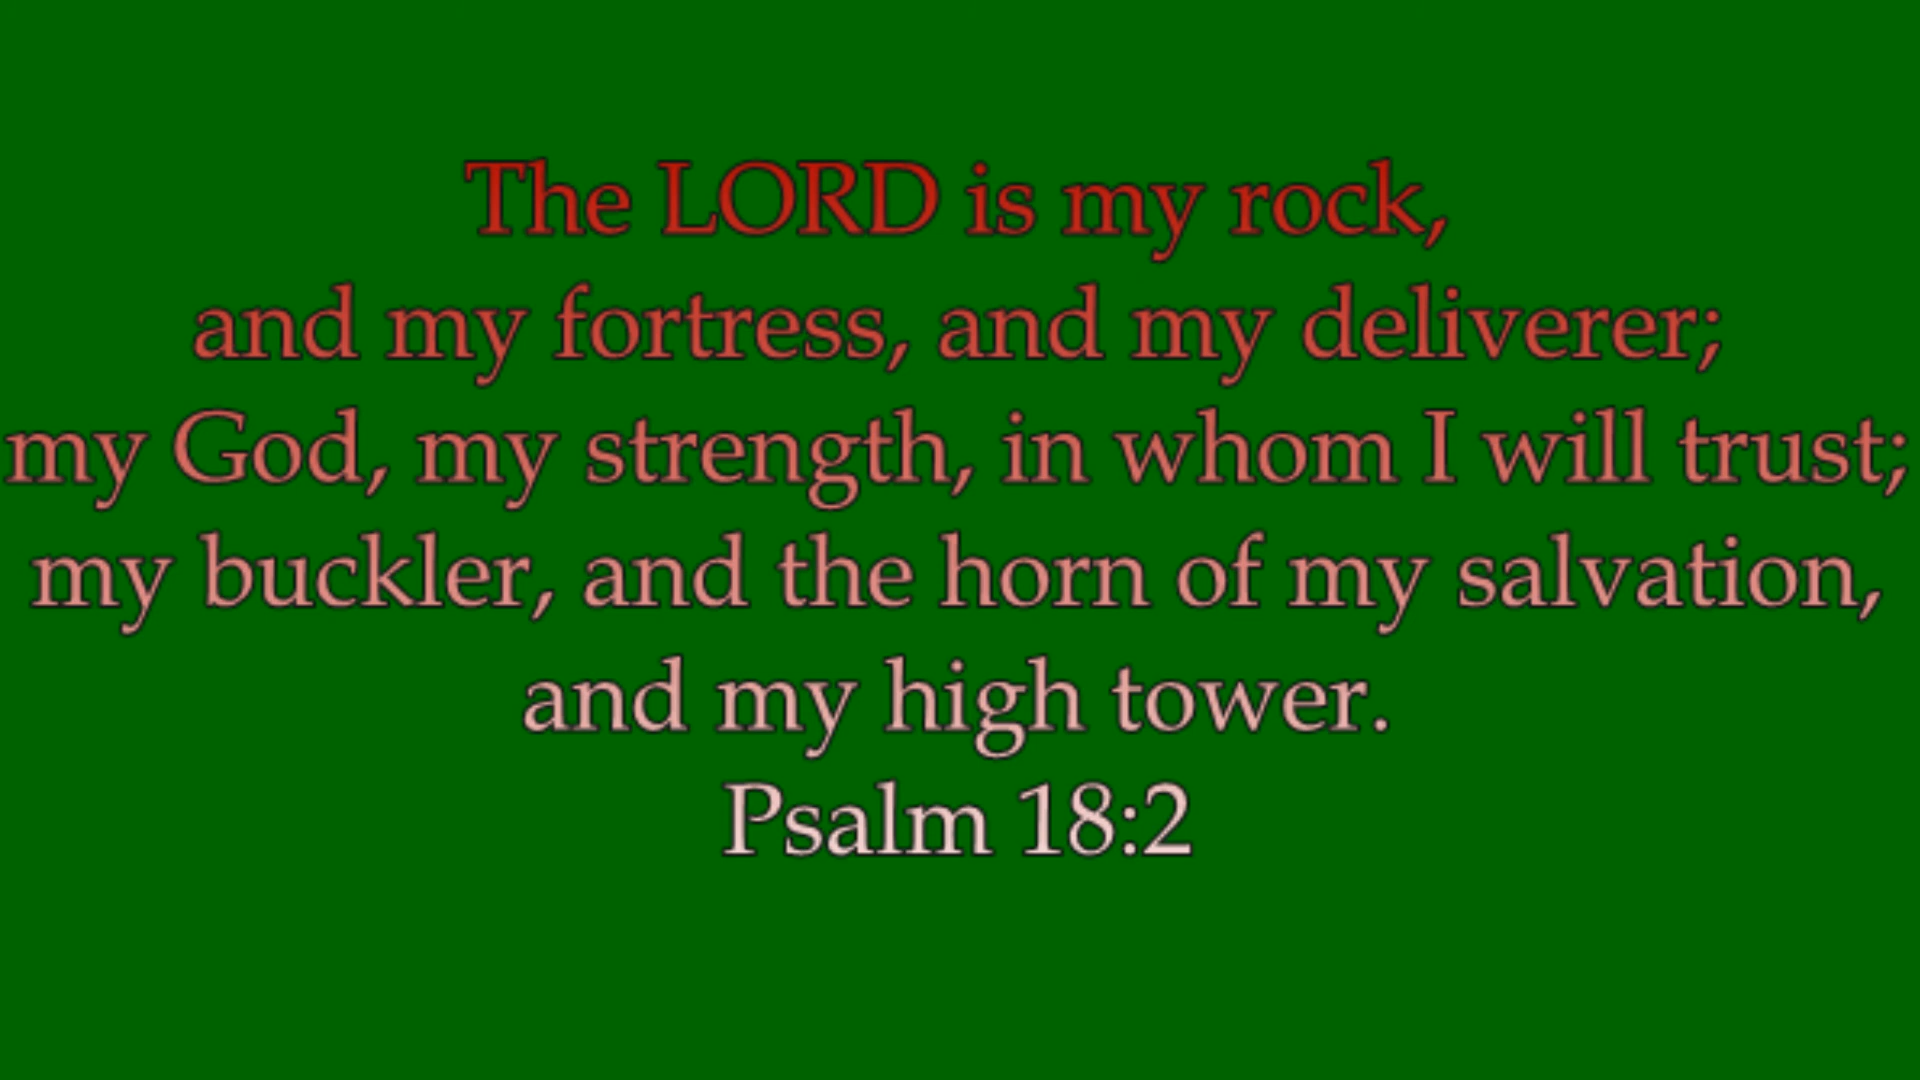 The LORD is my rock,
and my fortress, and my deliverer;
my God, my strength, in whom I will trust;
my buckler, and the horn of my salvation,
and my high tower.
Psalm 18:2